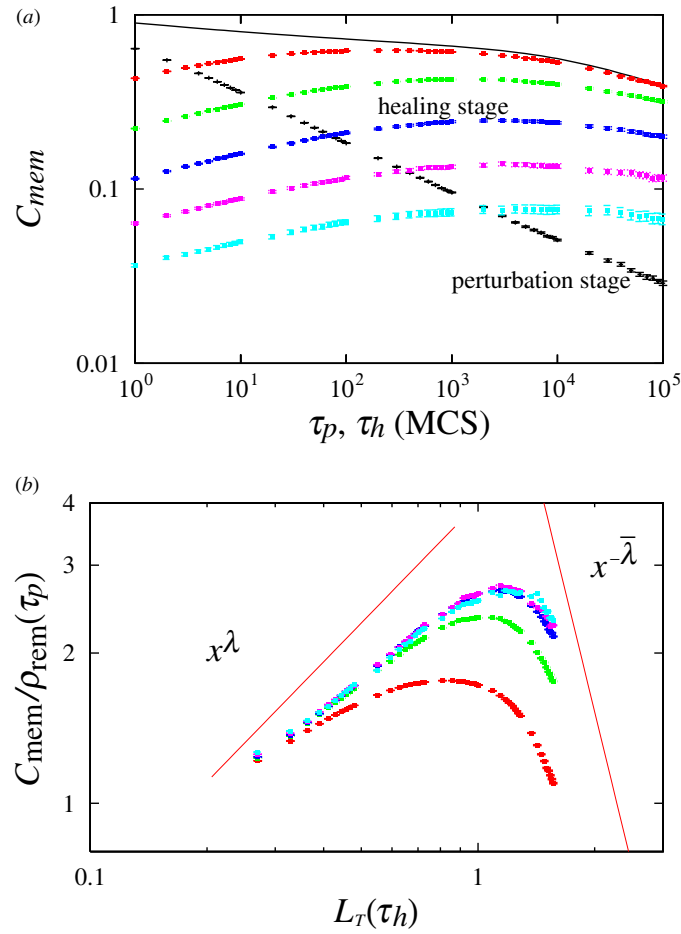 (a)
1
0.1
0.01
C_mem
healing stage
perturbation stage
10^0 10^1 10^2 10^3 10^4 10^5
τ_p, τ_h (MCS)
(b)
4
3
2
1
C_mem/ρ_rem(τ_p)
x^λ
x^{-λ̄}
0.1 1
L_T(τ_h)